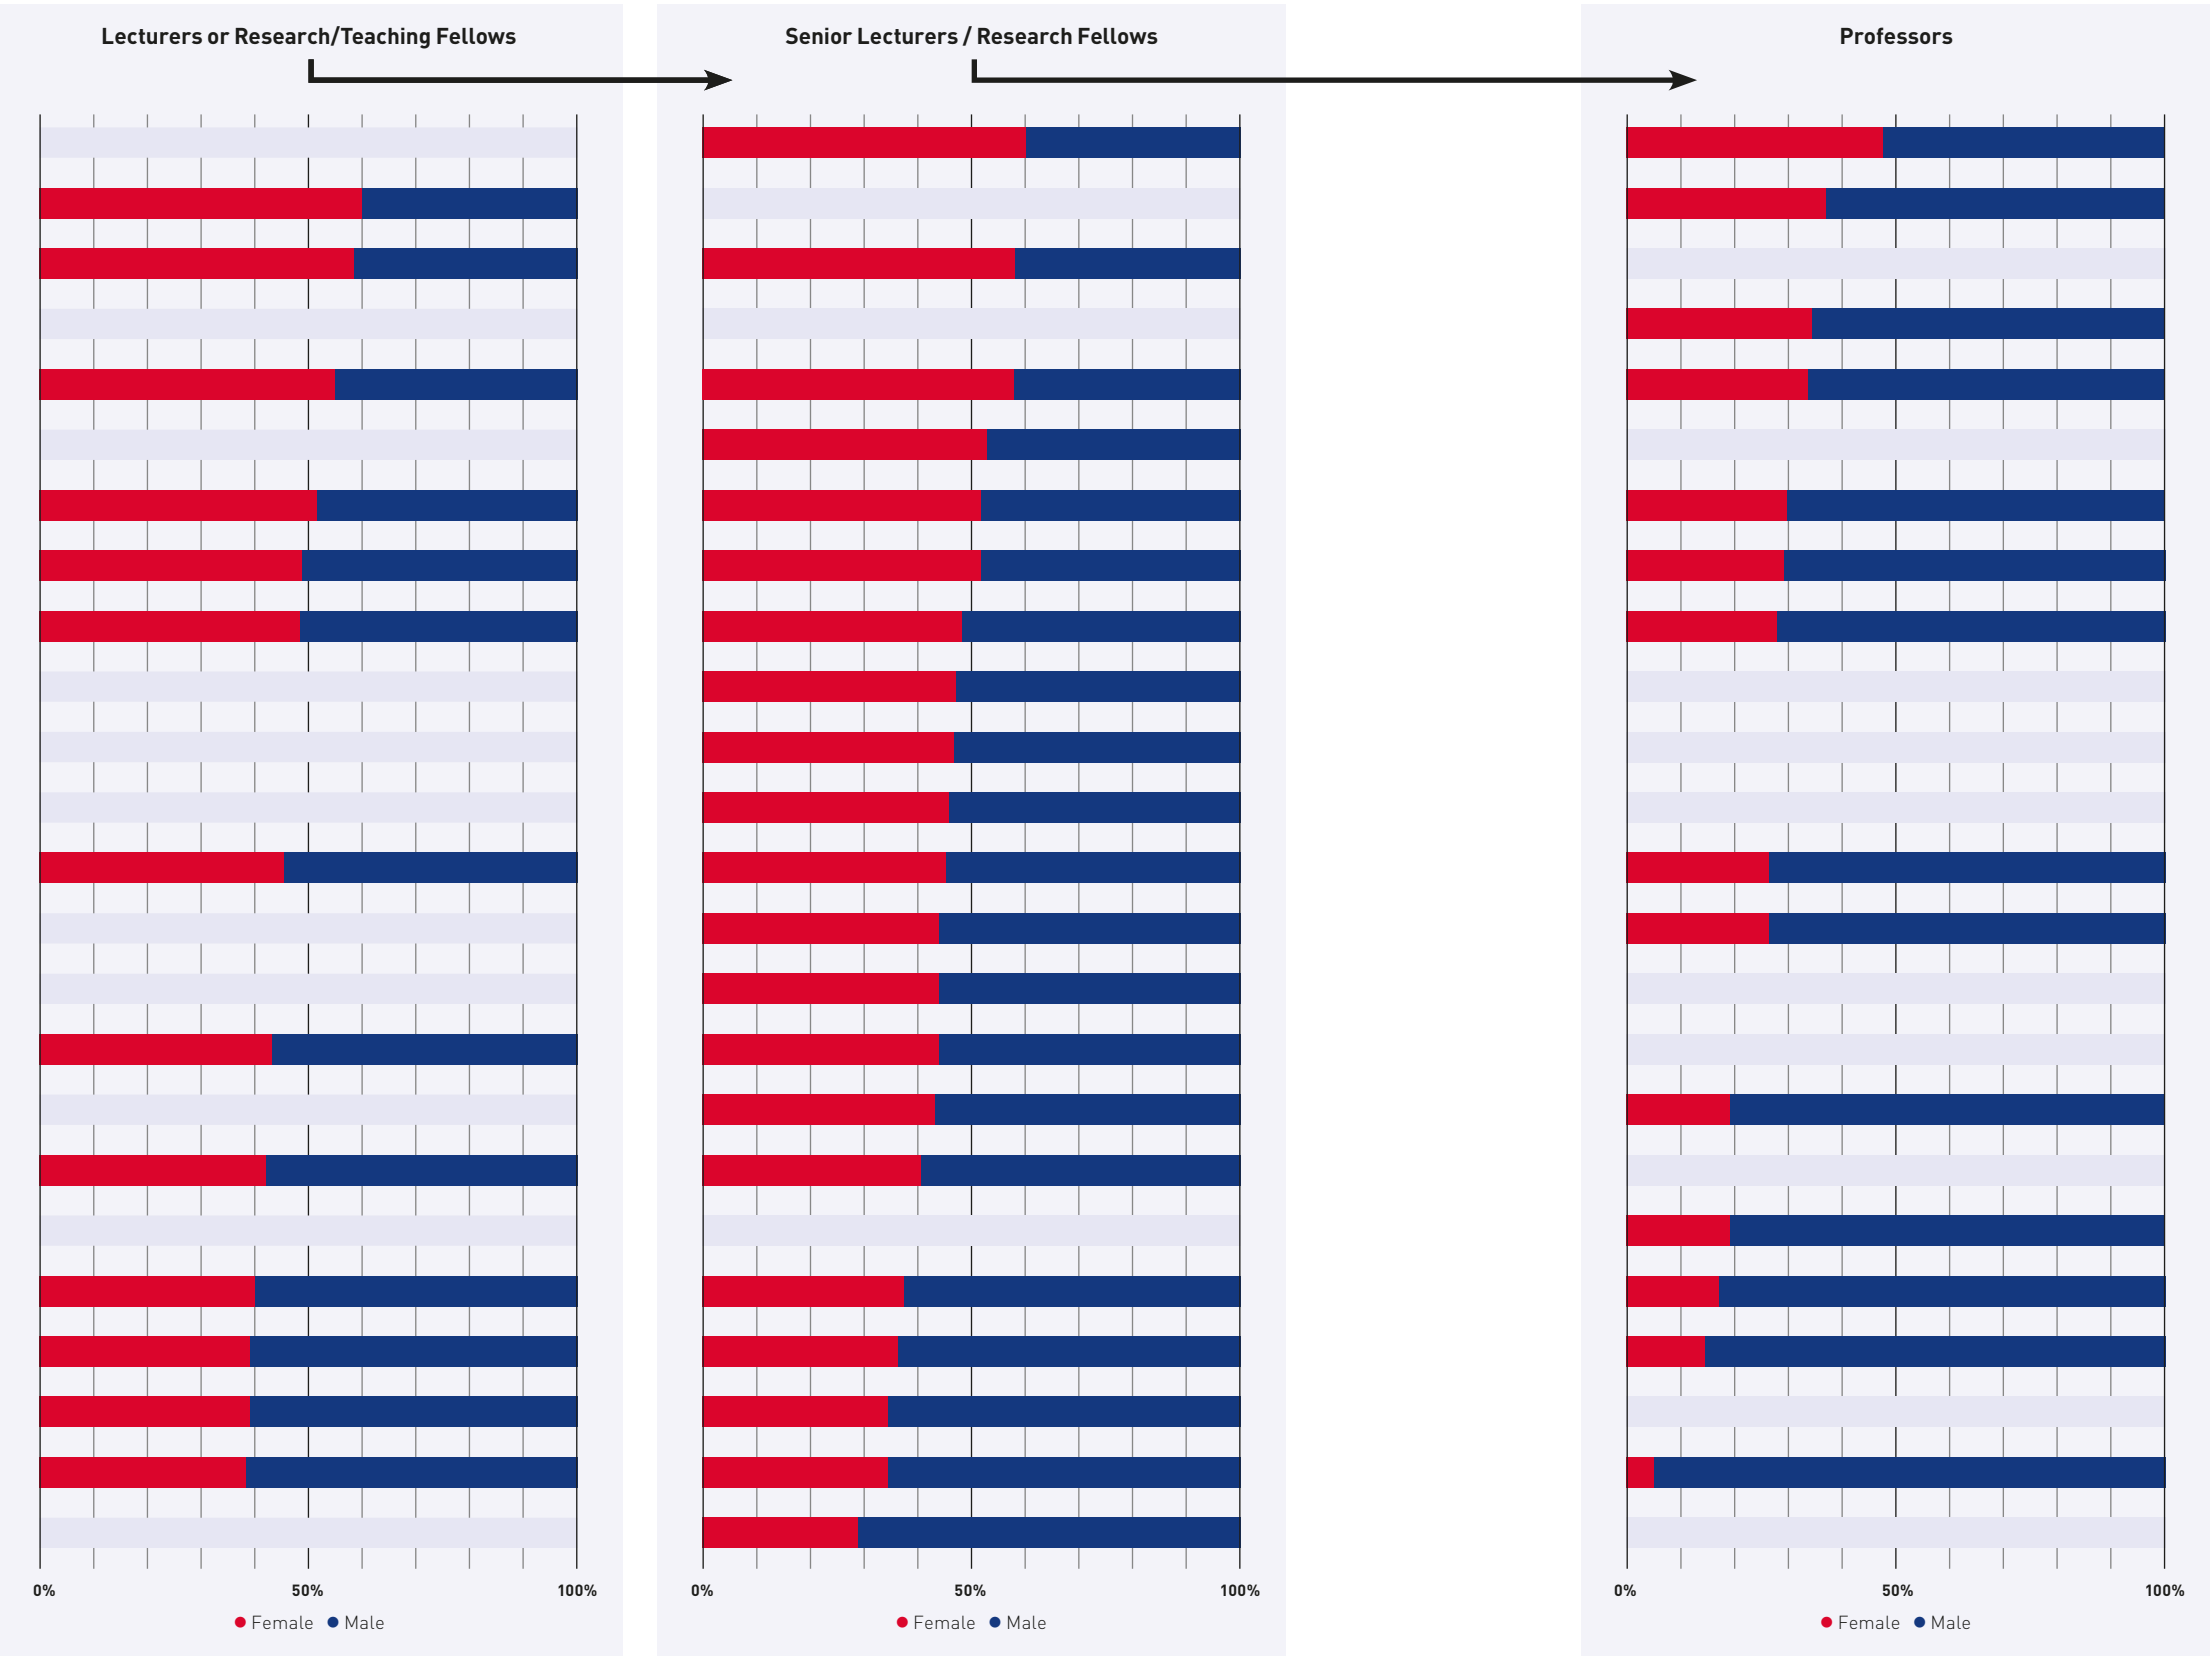 Lecturers or Research/Teaching Fellows
Senior Lecturers / Research Fellows
Professors
0% 50% 100%
0% 50% 100%
0% 50% 100%
Female Male
Female Male
Female Male